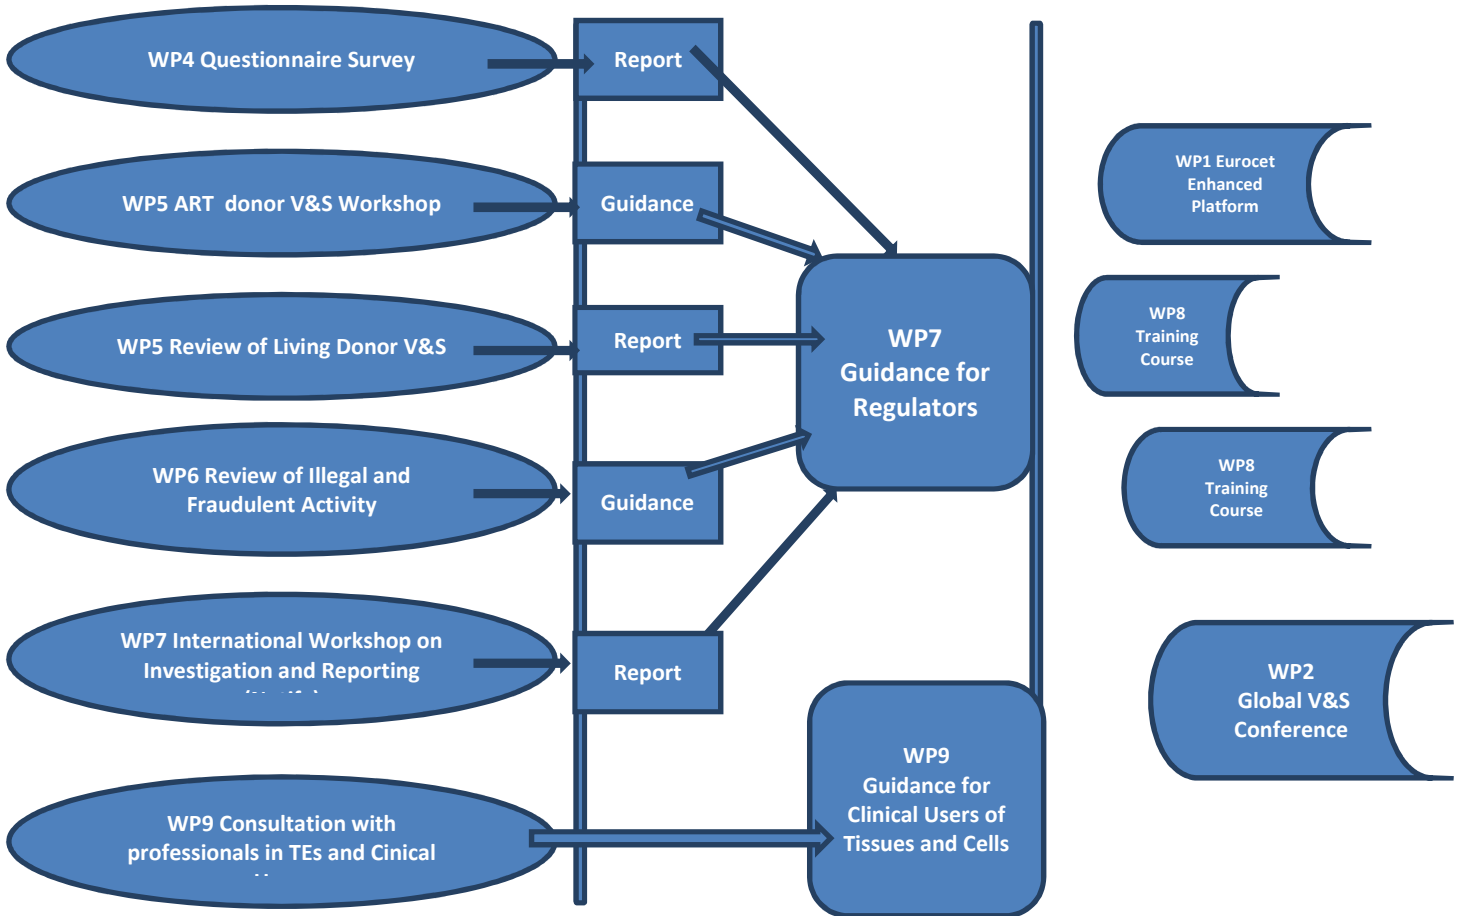 WP4 Questionnaire Survey
Report
WP5 ART donor V&S Workshop
Guidance
WP5 Review of Living Donor V&S
Report
WP6 Review of Illegal and
Fraudulent Activity
Guidance
WP7 International Workshop on
Investigation and Reporting
Report
WP9 Consultation with
professionals in TEs and Cinical
WP7
Guidance for
Regulators
WP9
Guidance for
Clinical Users of
Tissues and Cells
WP1 Eurocet
Enhanced
Platform
WP8
Training
Course
WP8
Training
Course
WP2
Global V&S
Conference